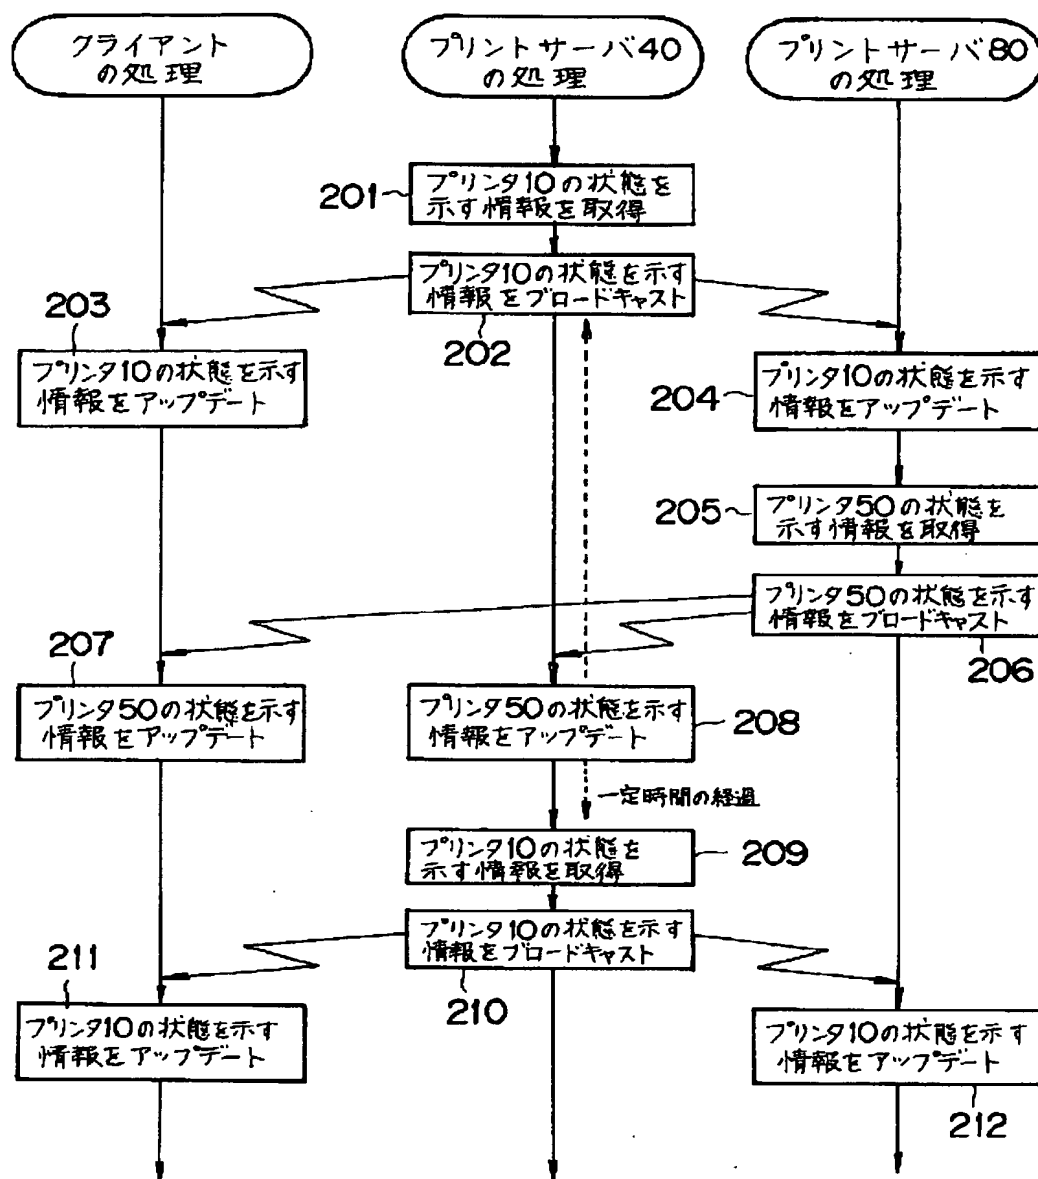 クライアント
の処理
プリントサーバ40
の処理
プリントサーバ80
の処理
201
プリンタ10の状態を
示す情報を取得
プリンタ10の状態を示す
情報をブロードキャスト
202
203
プリンタ10の状態を示す
情報をアップデート
204
プリンタ10の状態を示す
情報をアップデート
205
プリンタ50の状態を
示す情報を取得
プリンタ50の状態を示す
情報をブロードキャスト
206
207
プリンタ50の状態を示す
情報をアップデート
プリンタ50の状態を示す
情報をアップデート
208
一定時間の経過
プリンタ10の状態を
示す情報を取得
209
プリンタ10の状態を示す
情報をブロードキャスト
210
211
プリンタ10の状態を示す
情報をアップデート
プリンタ10の状態を示す
情報をアップデート
212